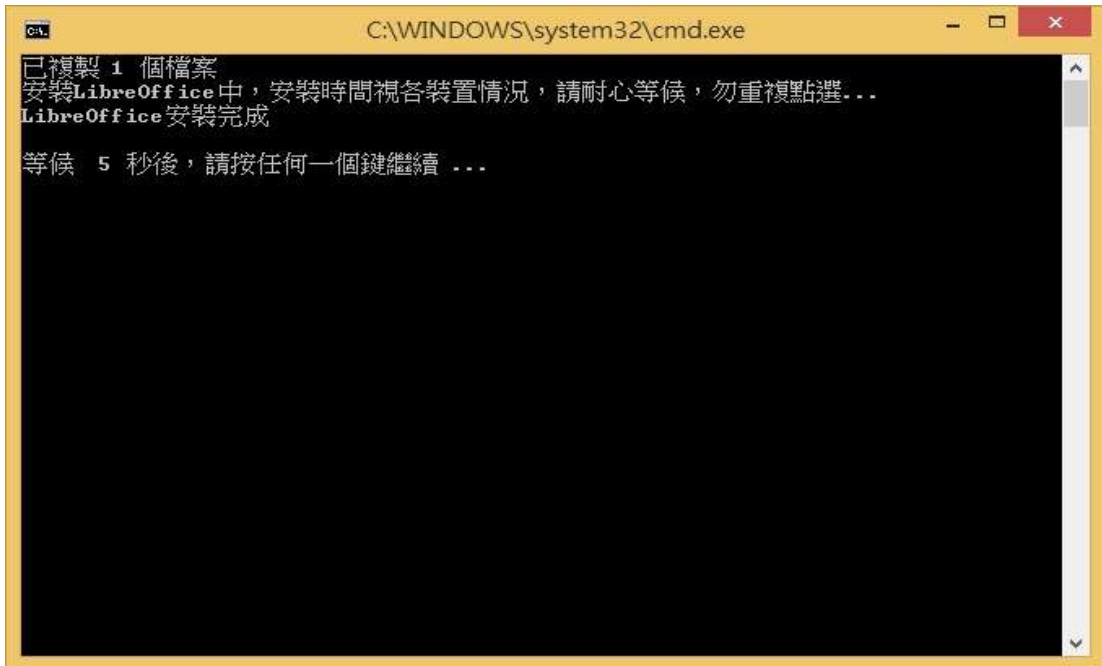 C:\WINDOWS\system32\cmd.exe
已複製 1 個檔案
安裝LibreOffice中，安裝時間視各裝置情況，請耐心等候，勿重複點選...
LibreOffice安裝完成
等候 5 秒後，請按任何一個鍵繼續 ...